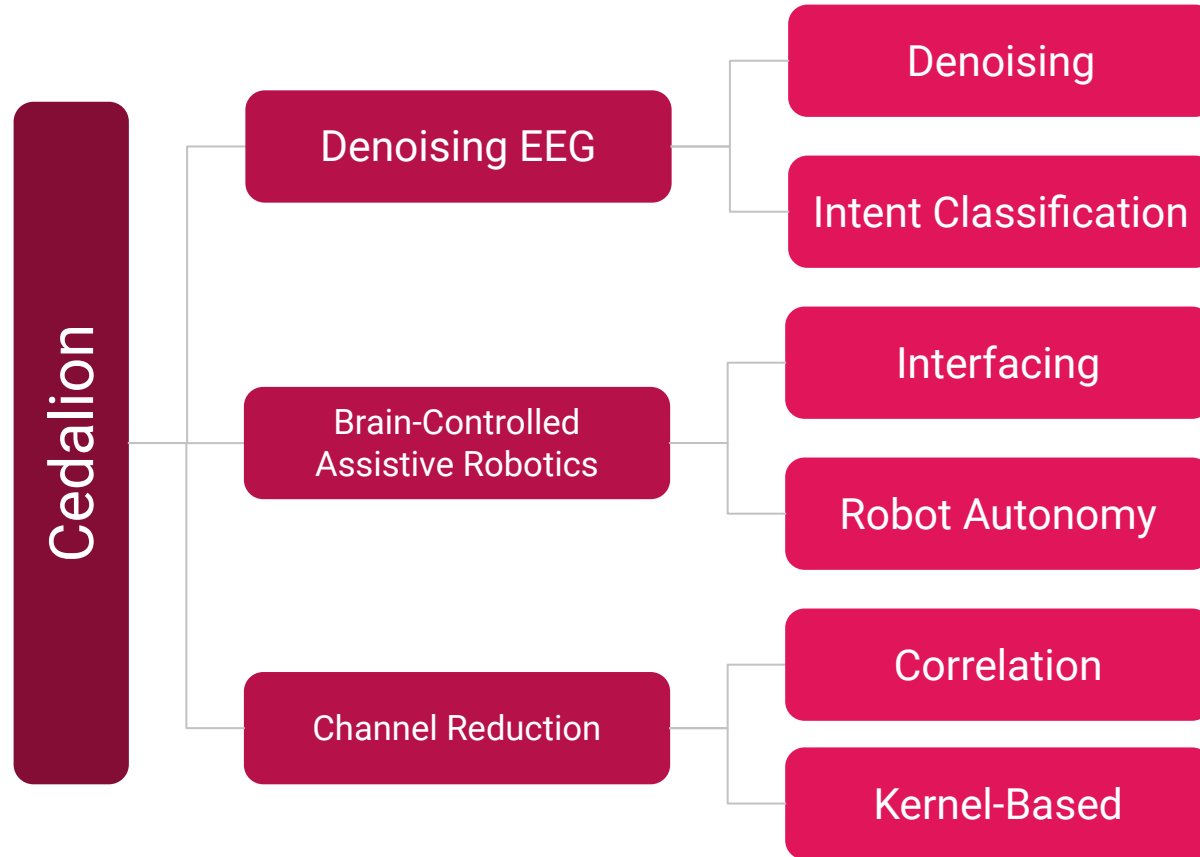 Cedalion
Denoising EEG
Denoising
Intent Classification
Brain-Controlled
Assistive Robotics
Interfacing
Robot Autonomy
Channel Reduction
Correlation
Kernel-Based